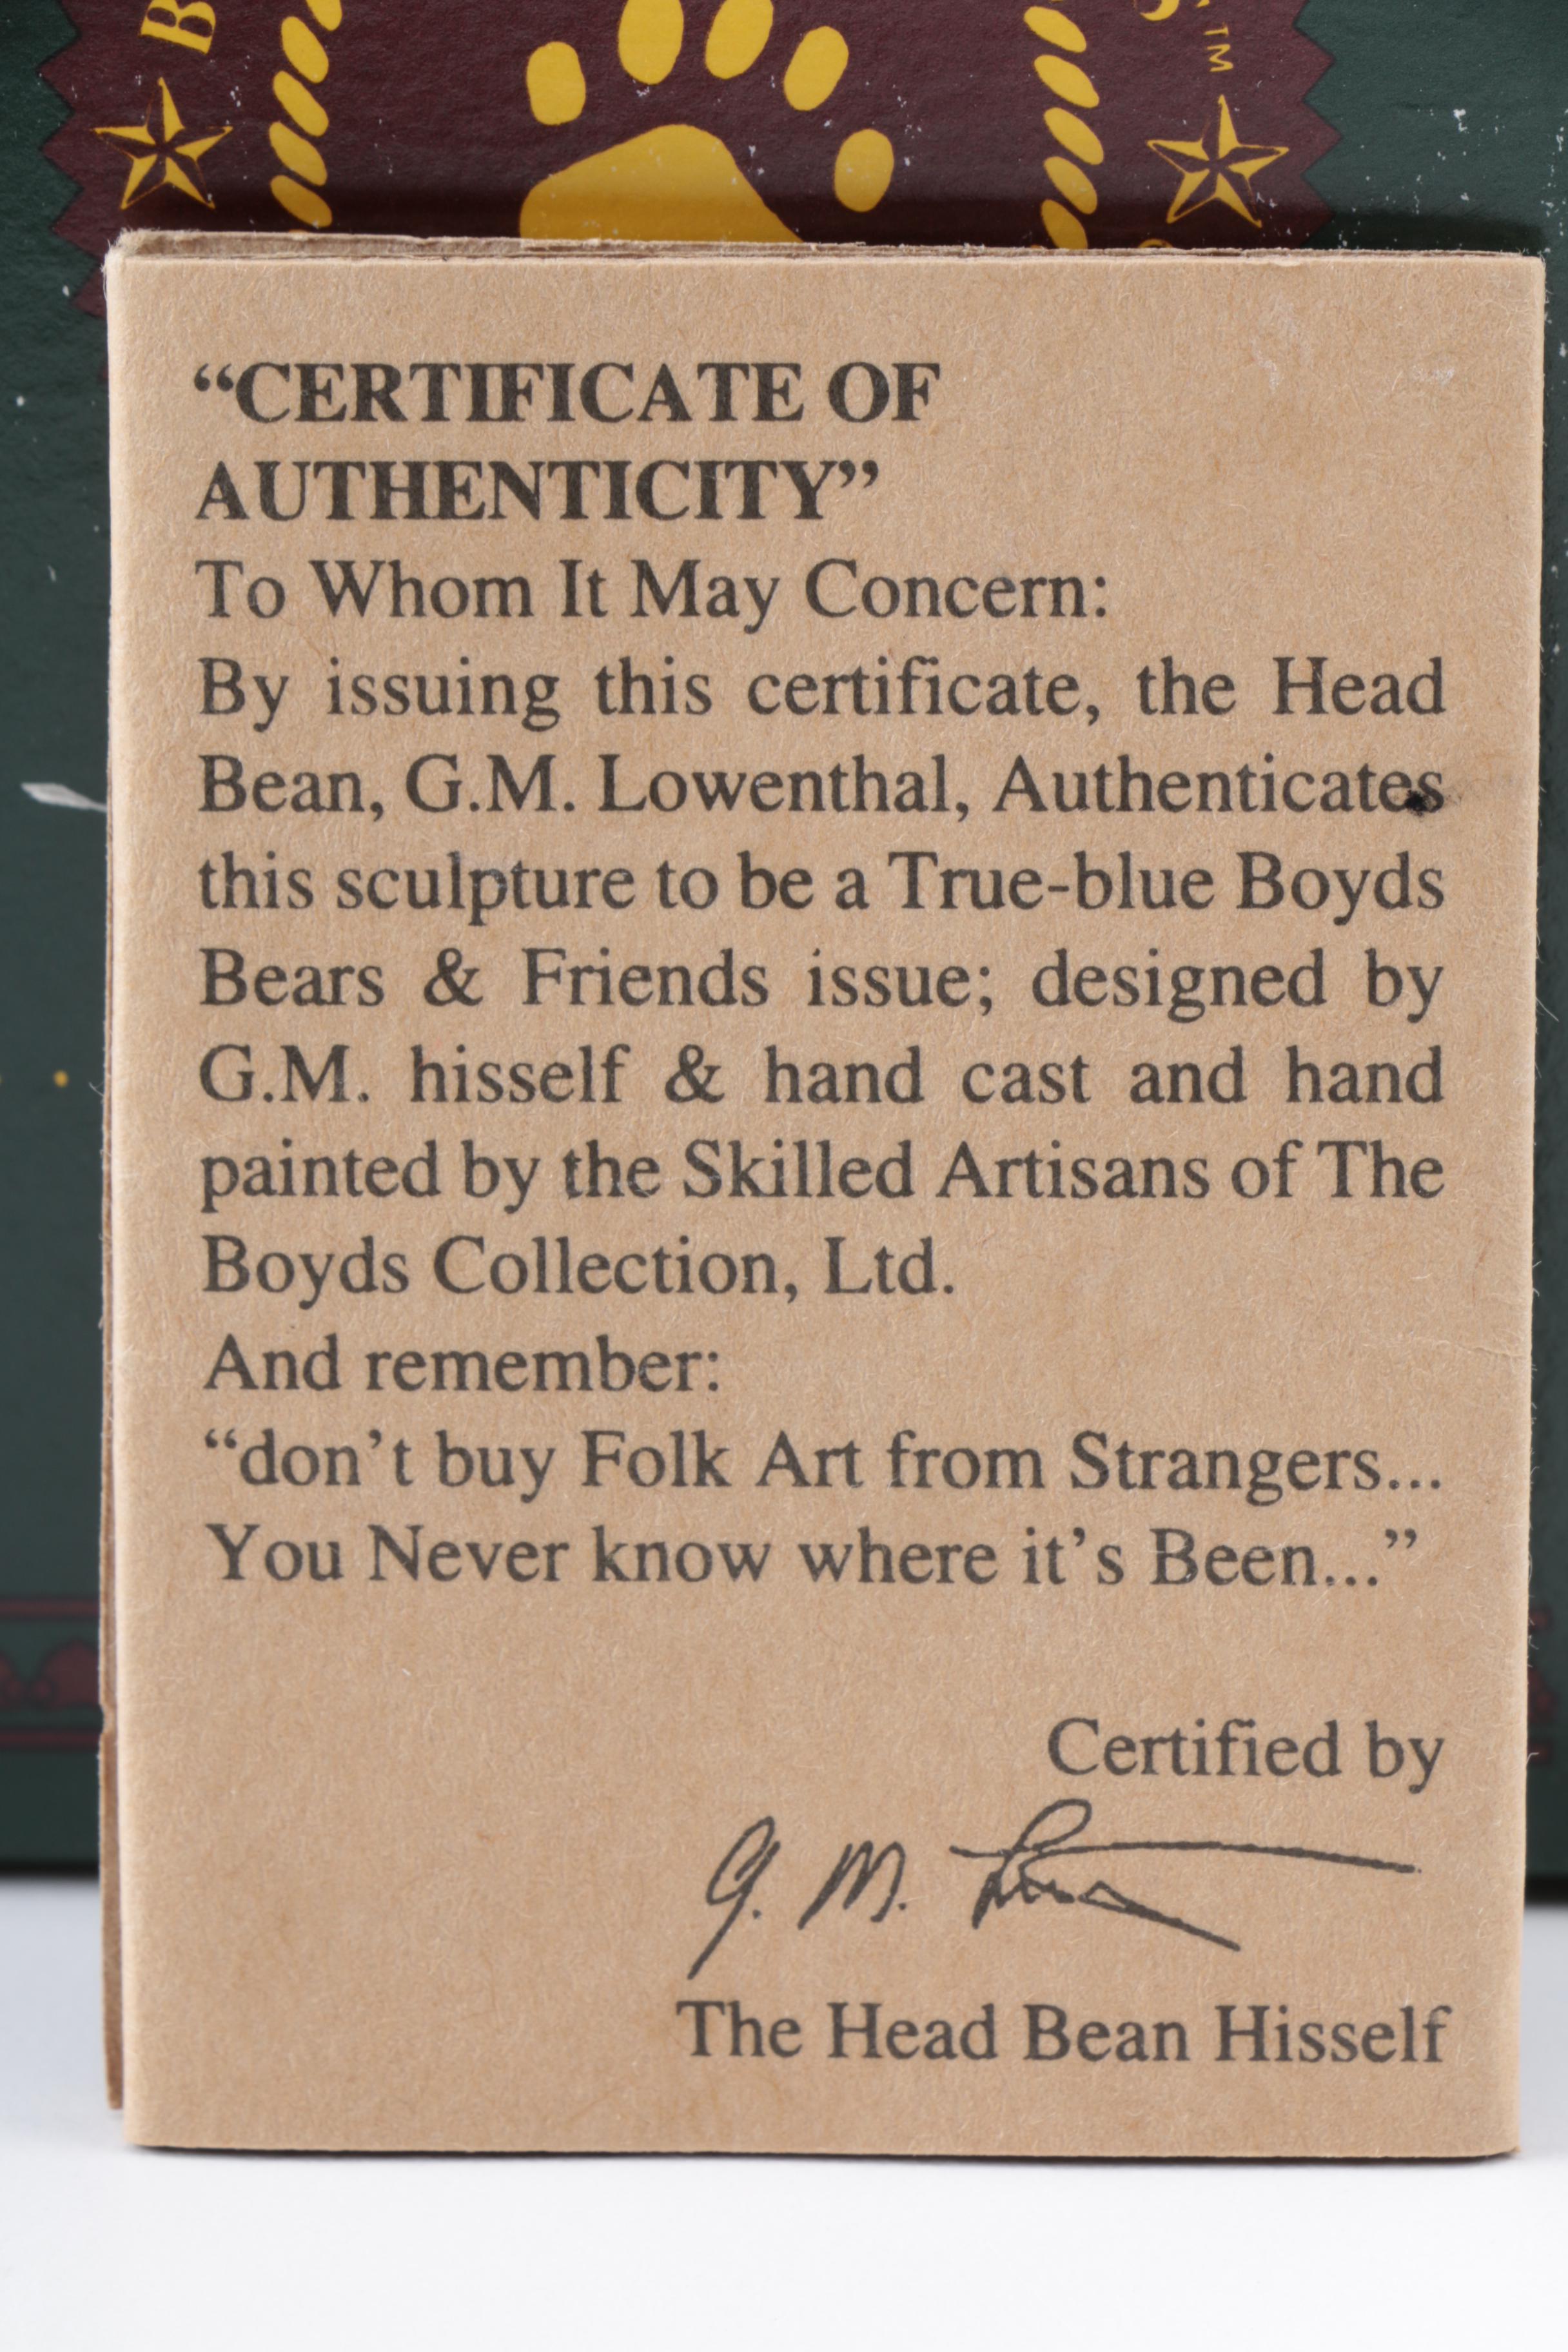 B
TM
“CERTIFICATE OF
AUTHENTICITY”
To Whom It May Concern:
By issuing this certificate, the Head
Bean, G.M. Lowenthal, Authenticates
this sculpture to be a True-blue Boyds
Bears & Friends issue; designed by
G.M. hisself & hand cast and hand
painted by the Skilled Artisans of The
Boyds Collection, Ltd.
And remember:
“don't buy Folk Art from Strangers...
You Never know where it's Been...”
Certified by
G. M.
The Head Bean Hisself